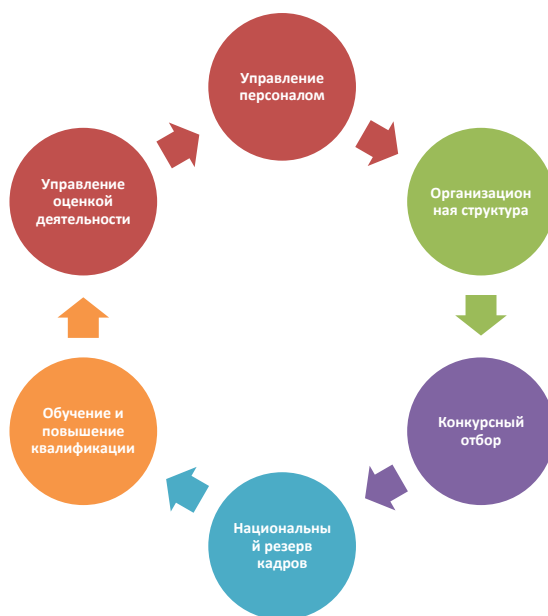 Управление
персоналом
Организацион
ная структура
Конкурсный
отбор
Национальны
й резерв
кадров
Обучение и
повышение
квалификации
Управление
оценкой
деятельности